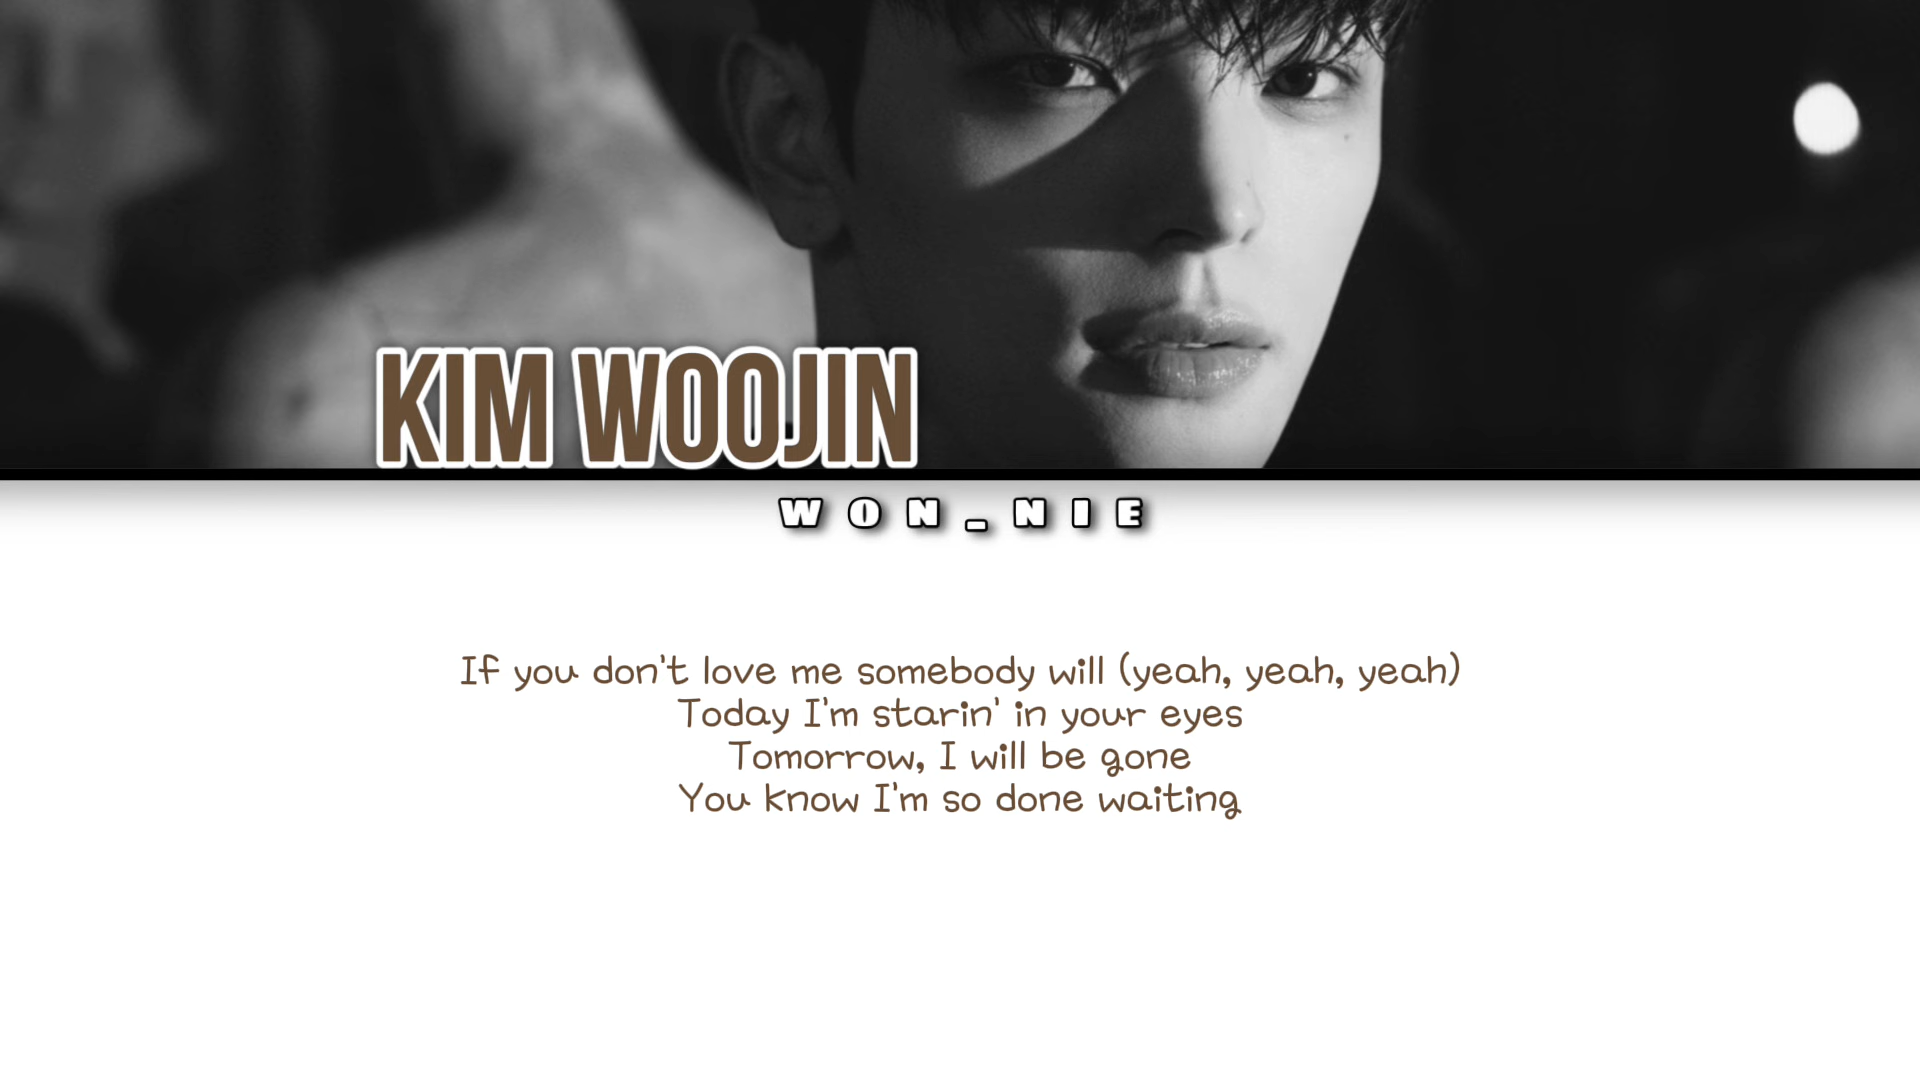 KIM WOOJIN
WON_NIE
If you don't love me somebody will (yeah, yeah, yeah)
Today I'm starin' in your eyes
Tomorrow, I will be gone
You know I'm so done waiting